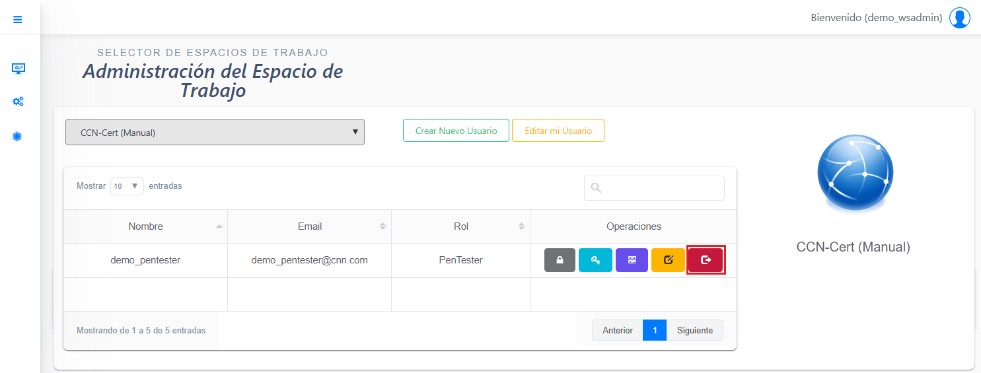 Bienvenido (demo_wsadmin)
SELECTOR DE ESPACIOS DE TRABAJO
Administración del Espacio de
Trabajo
CCN-Cert (Manual)
Crear Nuevo Usuario
Editar mi Usuario
Mostrar 10 entradas
Nombre Email Rol Operaciones
demo_pentester demo_pentester@cnn.com PenTester
CCN-Cert (Manual)
Mostrando de 1 a 5 de 5 entradas
Anterior 1 Siguiente